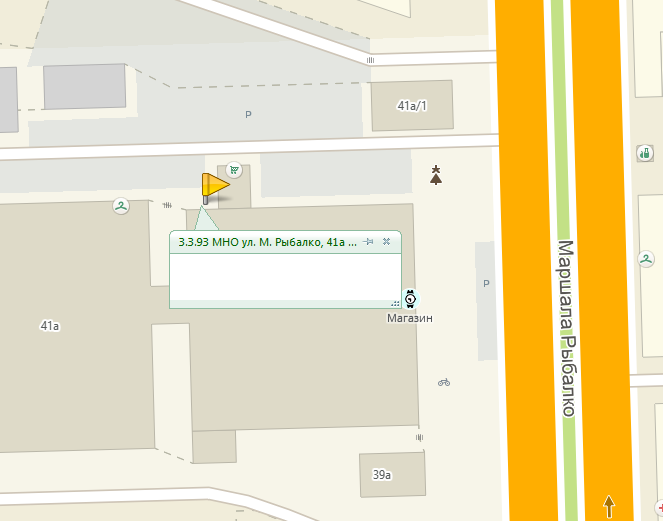 41а/1
P
3.3.93 МНО ул. М. Рыбалко, 41а ...
P
Маршала Рыбалко
Магазин
41а
39а